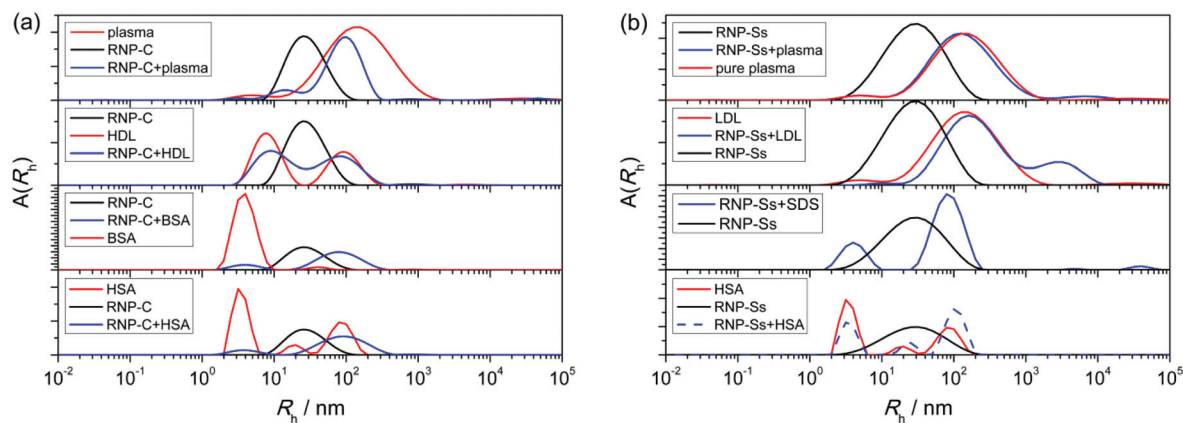 (a)
plasma
RNP-C
RNP-C+plasma
RNP-C
HDL
RNP-C+HDL
RNP-C
RNP-C+BSA
BSA
HSA
RNP-C
RNP-C+HSA
A(Rh)
10-2 10-1 100 101 102 103 104 105
Rh / nm
(b)
RNP-Ss
RNP-Ss+plasma
pure plasma
LDL
RNP-Ss+LDL
RNP-Ss
RNP-Ss+SDS
RNP-Ss
HSA
RNP-Ss
RNP-Ss+HSA
A(Rh)
10-2 10-1 100 101 102 103 104 105
Rh / nm